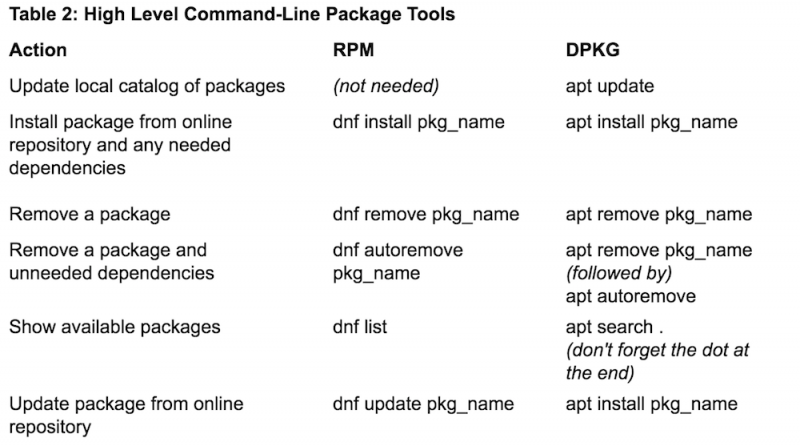 Table 2: High Level Command-Line Package Tools
Action RPM DPKG
Update local catalog of packages (not needed) apt update
Install package from online dnf install pkg_name apt install pkg_name
repository and any needed
dependencies
Remove a package dnf remove pkg_name apt remove pkg_name
Remove a package and dnf autoremove apt remove pkg_name
unneeded dependencies pkg_name (followed by)
apt autoremove
Show available packages dnf list apt search .
(don't forget the dot at
the end)
Update package from online dnf update pkg_name apt install pkg_name
repository